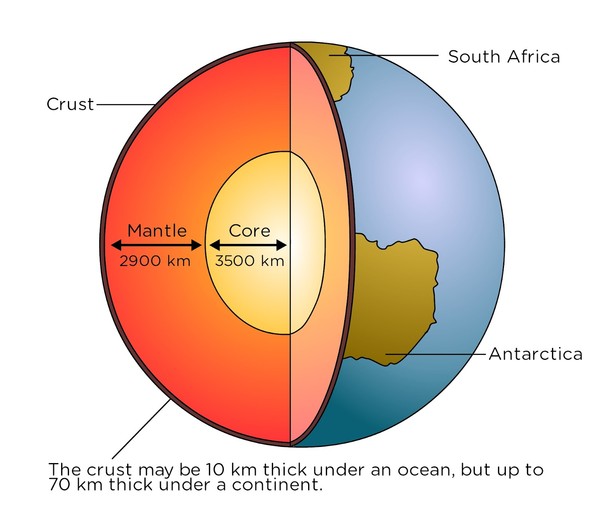 South Africa
Crust
Mantle
Core
2900 km
3500 km
Antarctica
The crust may be 10 km thick under an ocean, but up to
70 km thick under a continent.